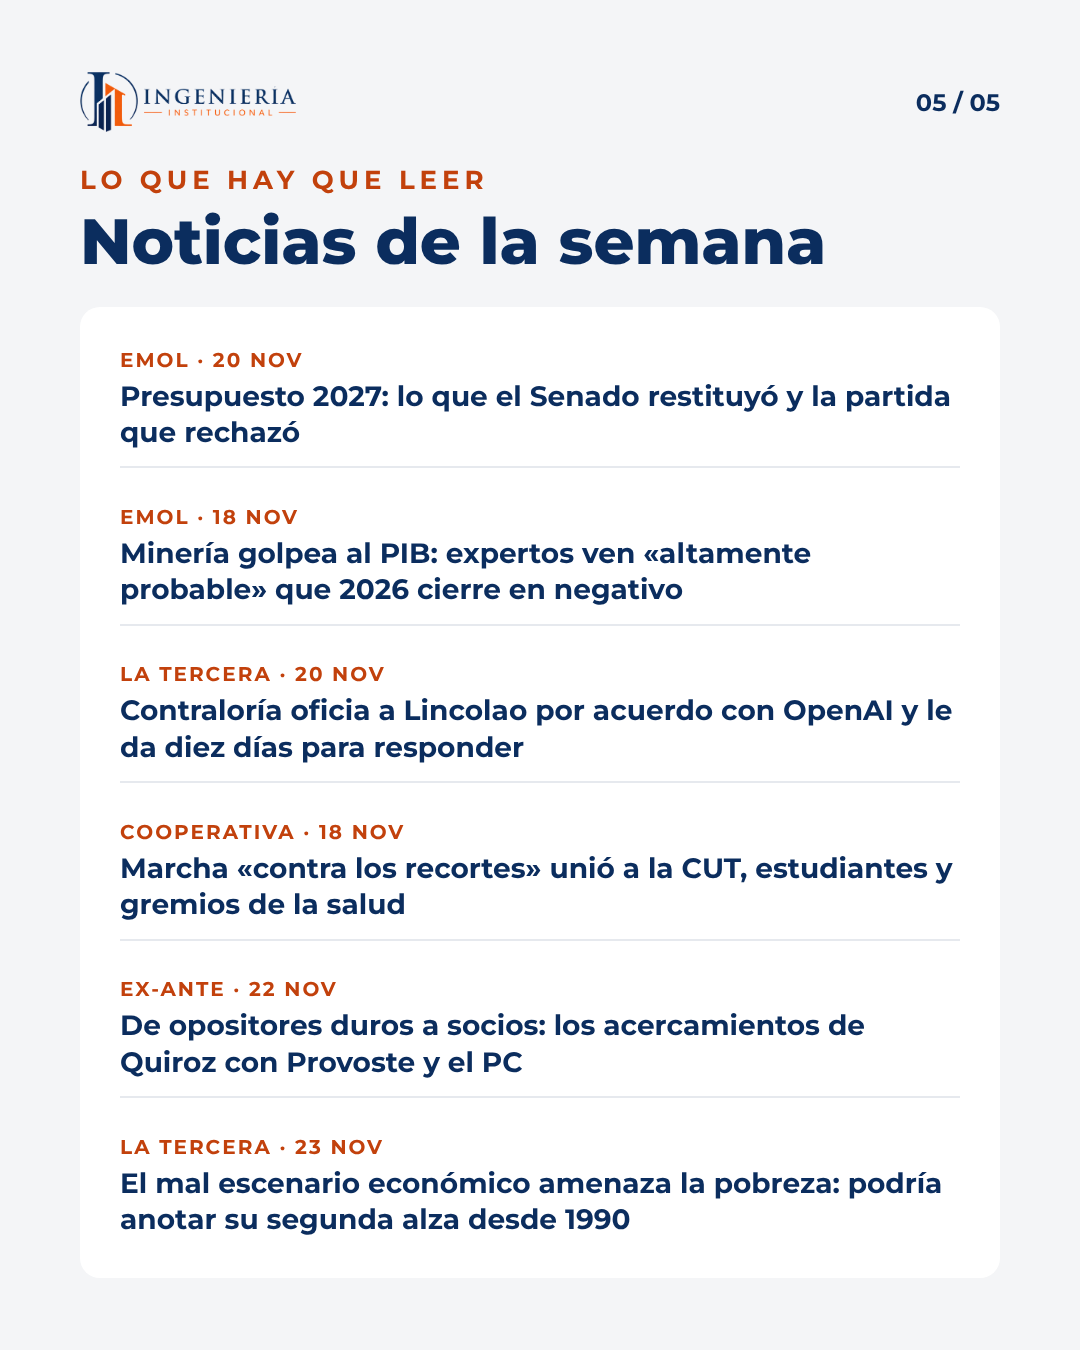 INGENIERIA
INSTITUCIONAL
05 / 05
LO QUE HAY QUE LEER
Noticias de la semana
EMOL · 20 NOV
Presupuesto 2027: lo que el Senado restituyó y la partida
que rechazó
EMOL · 18 NOV
Minería golpea al PIB: expertos ven «altamente
probable» que 2026 cierre en negativo
LA TERCERA · 20 NOV
Contraloría oficia a Lincolao por acuerdo con OpenAI y le
da diez días para responder
COOPERATIVA · 18 NOV
Marcha «contra los recortes» unió a la CUT, estudiantes y
gremios de la salud
EX-ANTE · 22 NOV
De opositores duros a socios: los acercamientos de
Quiroz con Provoste y el PC
LA TERCERA · 23 NOV
El mal escenario económico amenaza la pobreza: podría
anotar su segunda alza desde 1990